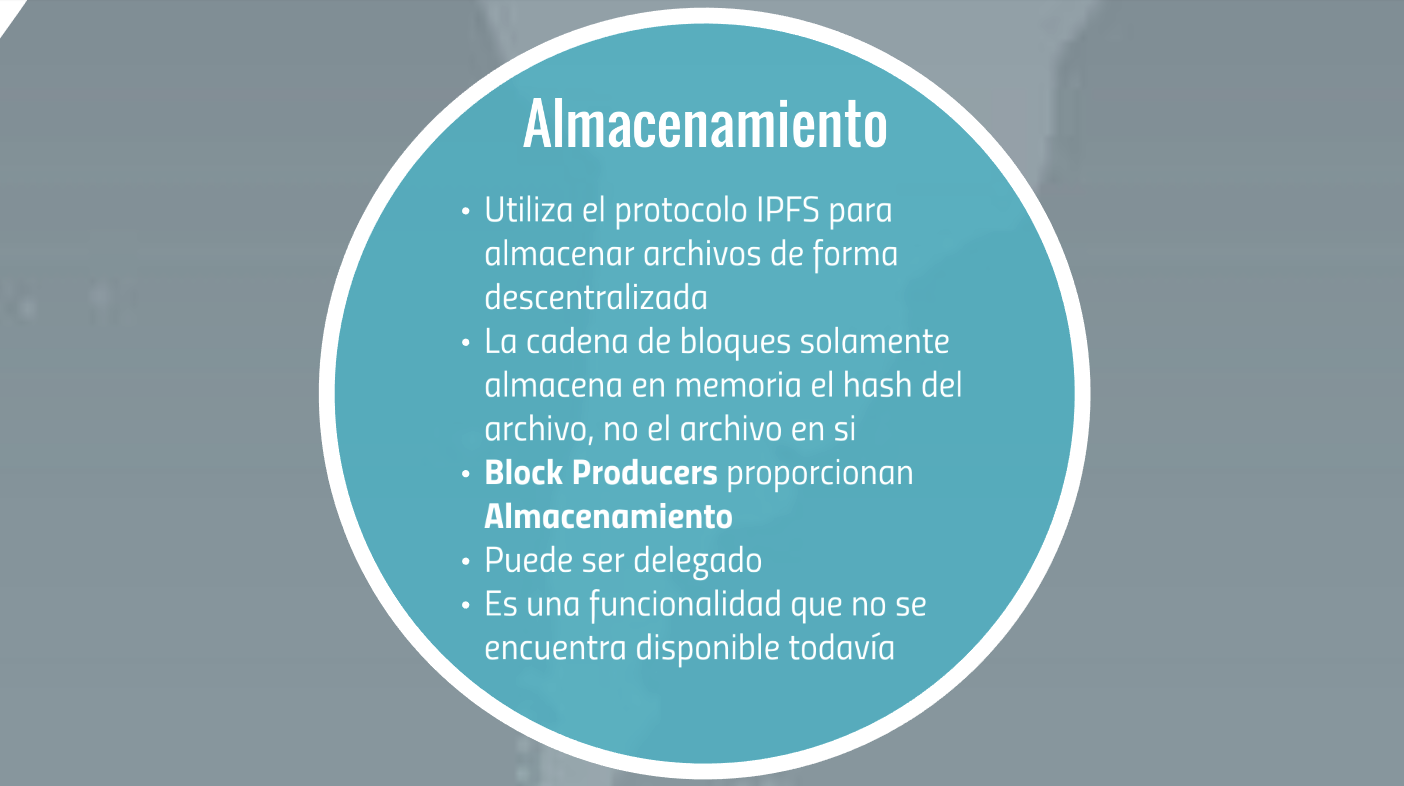 Almacenamiento
• Utiliza el protocolo IPFS para
almacenar archivos de forma
descentralizada
• La cadena de bloques solamente
almacena en memoria el hash del
archivo, no el archivo en si
• Block Producers proporcionan
Almacenamiento
• Puede ser delegado
• Es una funcionalidad que no se
encuentra disponible todavía